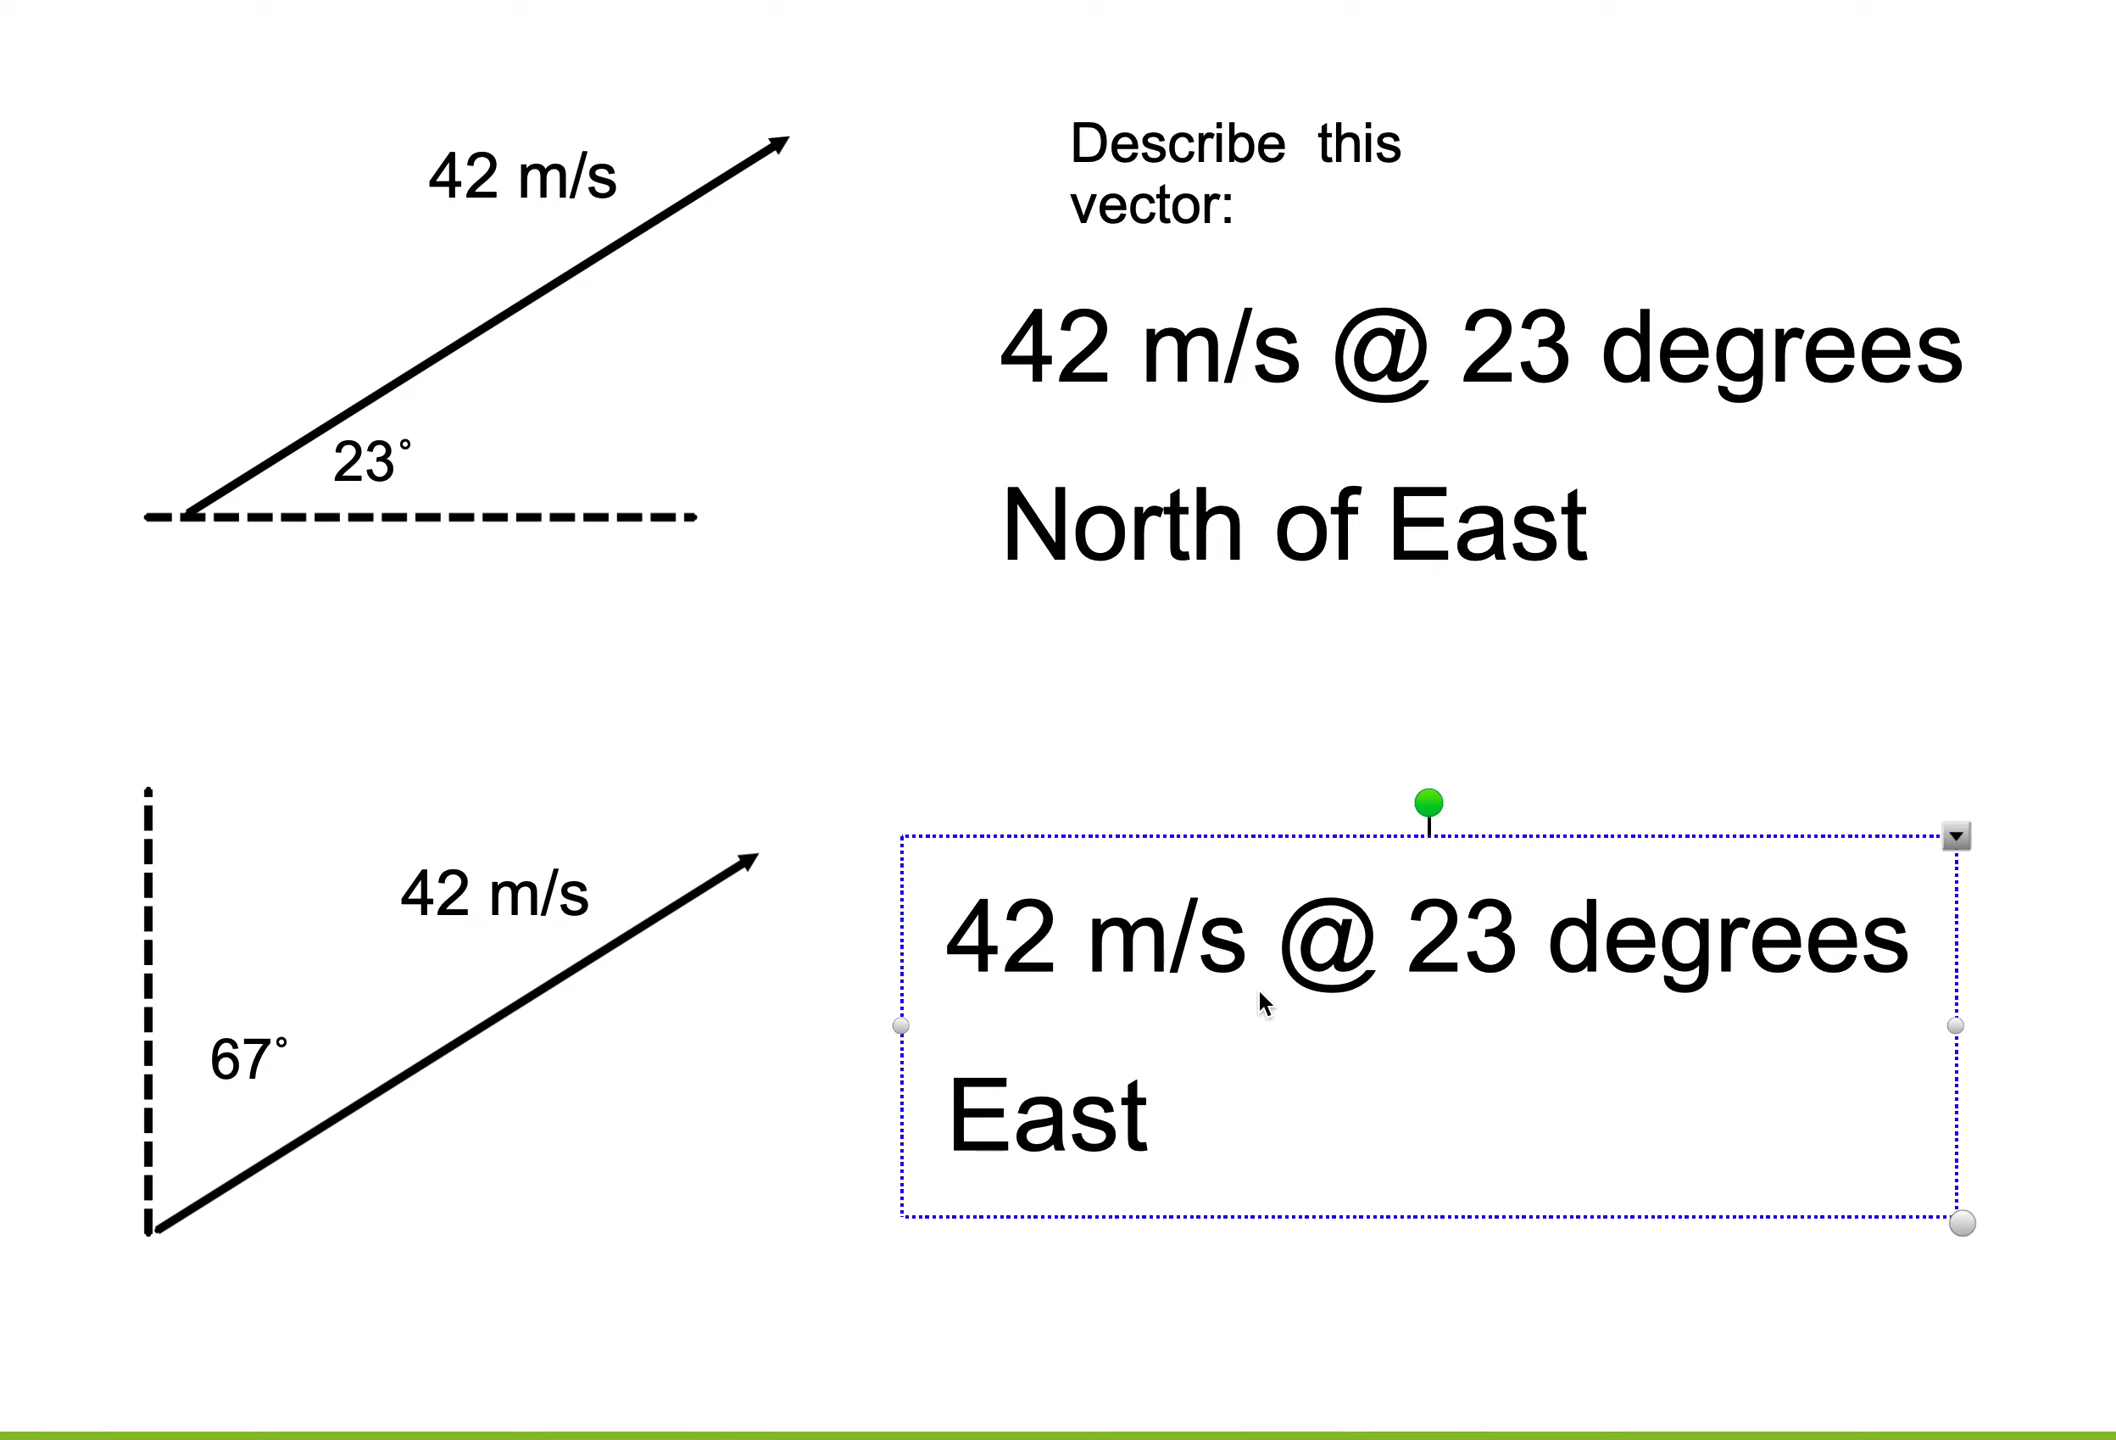 42 m/s
Describe this
vector:
42 m/s @ 23 degrees
23°
North of East
42 m/s
42 m/s @ 23 degrees
67°
East